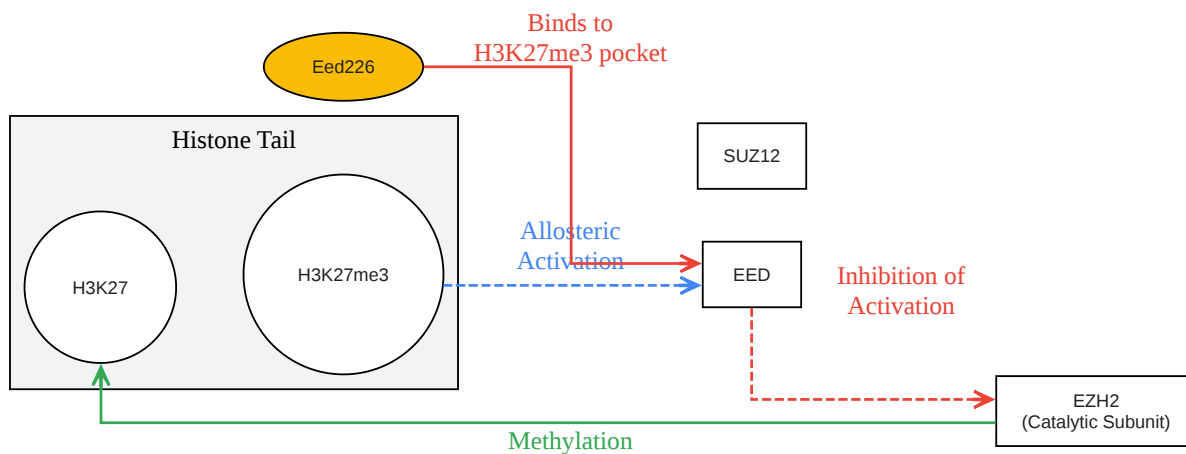 Binds to
H3K27me3 pocket
Eed226
Histone Tail
SUZ12
Allosteric
Activation
H3K27me3
H3K27
EED
Inhibition of
Activation
EZH2
(Catalytic Subunit)
Methylation